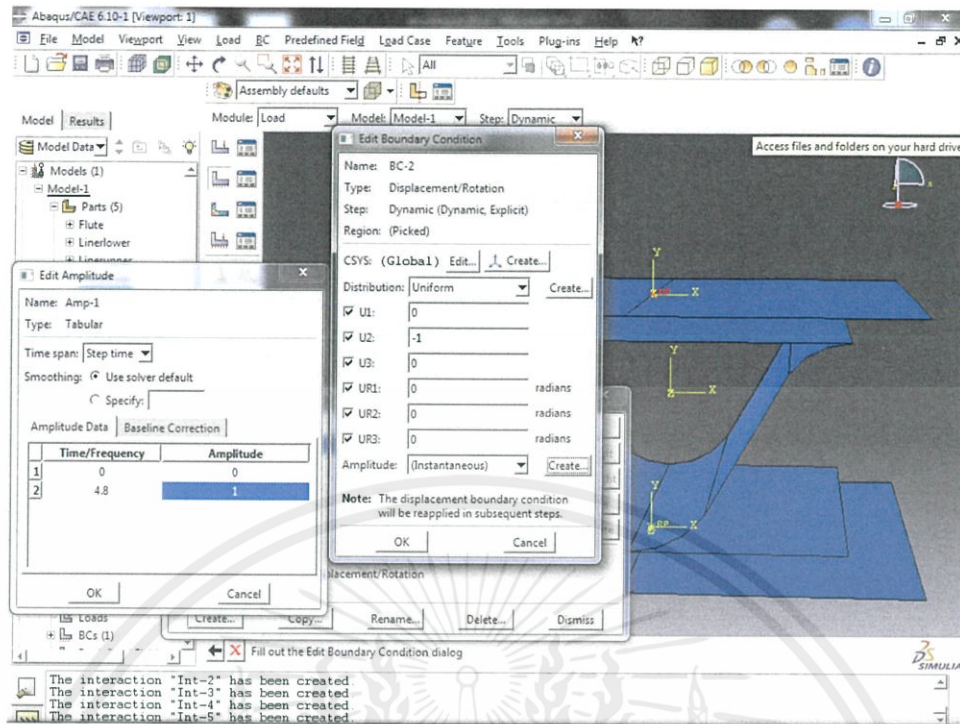 Abaqus/CAE 6.10-1 [Viewport: 1]
File Model Viewport View Load BC Predefined Field Load Case Feature Tools Plug-ins Help
All
Assembly defaults
Model Results
Module: Load Model: Model-1 Step: Dynamic
Model Data
Models (1)
Model-1
Parts (5)
Flute
Linerlower
Access files and folders on your hard drive
Edit Boundary Condition
Name: BC-2
Type: Displacement/Rotation
Step: Dynamic (Dynamic, Explicit)
Region: (Picked)
CSYS: (Global) Edit... Create...
Distribution: Uniform Create...
U1: 0
U2: -1
U3: 0
UR1: 0 radians
UR2: 0 radians
UR3: 0 radians
Amplitude: (Instantaneous) Create...
Note: The displacement boundary condition
will be reapplied in subsequent steps.
OK Cancel
Edit Amplitude
Name: Amp-1
Type: Tabular
Time span: Step time
Smoothing: Use solver default
Specify:
Amplitude Data Baseline Correction
Time/Frequency Amplitude
1 0 0
2 4.8 1
OK Cancel
Y
X
Y
X
Z
Y
X
RP
lacement/Rotation
Create... Copy... Rename... Delete... Dismiss
Loads
BCs (1)
Fill out the Edit Boundary Condition dialog
SIMULIA
The interaction "Int-2" has been created.
The interaction "Int-3" has been created.
The interaction "Int-4" has been created.
The interaction "Int-5" has been created.